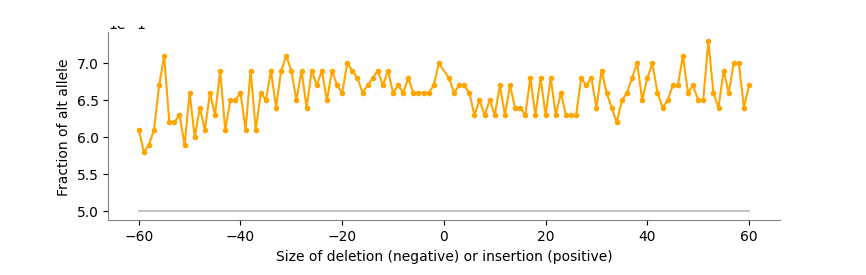 7.0
6.5
6.0
5.5
5.0
Fraction of alt allele
−60 −40 −20 0 20 40 60
Size of deletion (negative) or insertion (positive)